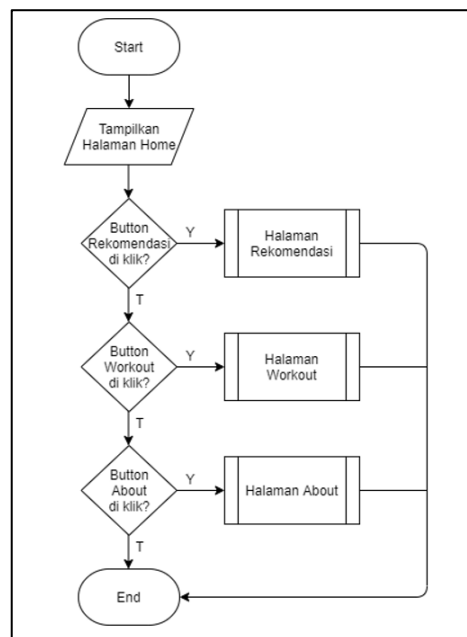 Start
Tampilkan
Halaman Home
Button
Rekomendasi
di klik?
Y
Halaman
Rekomendasi
T
Button
Workout
di klik?
Y
Halaman
Workout
T
Button
About
di klik?
Y
Halaman About
T
End